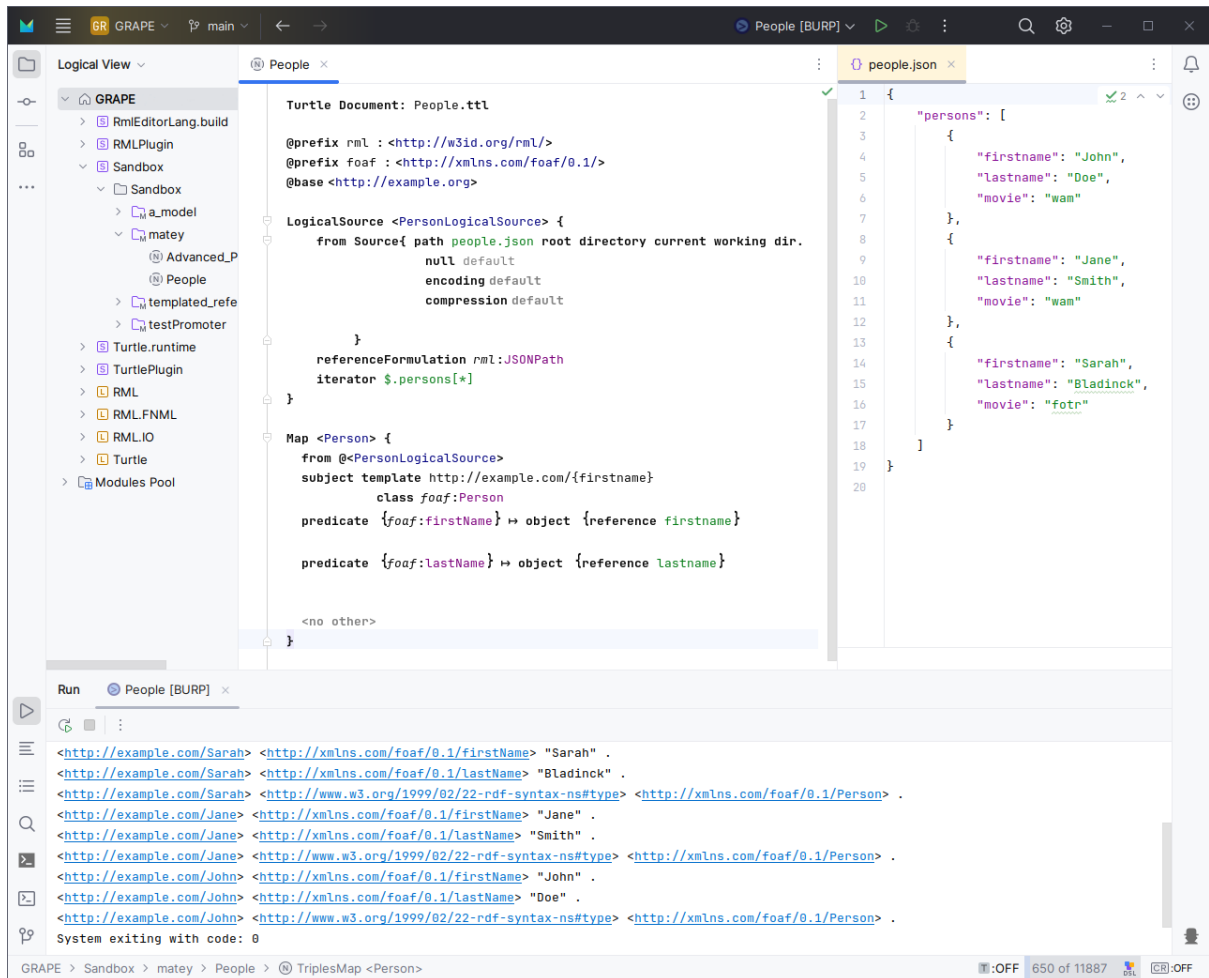 GR GRAPE main People [BURP]
Logical View
GRAPE
RmlEditorLang.build
RMLPlugin
Sandbox
Sandbox
a_model
matey
Advanced_P
People
templated_refe
testPromoter
Turtle.runtime
TurtlePlugin
RML
RML.FNML
RML.IO
Turtle
Modules Pool
People
Turtle Document: People.ttl
@prefix rml : <http://w3id.org/rml/>
@prefix foaf : <http://xmlns.com/foaf/0.1/>
@base <http://example.org>
LogicalSource <PersonLogicalSource> {
from Source{ path people.json root directory current working dir.
null default
encoding default
compression default
}
referenceFormulation rml:JSONPath
iterator $.persons[*]
}
Map <Person> {
from @<PersonLogicalSource>
subject template http://example.com/{firstname}
class foaf:Person
predicate {foaf:firstName} ↦ object {reference firstname}
predicate {foaf:lastName} ↦ object {reference lastname}
<no other>
}
people.json
2
1 {
2 "persons": [
3 {
4 "firstname": "John",
5 "lastname": "Doe",
6 "movie": "wam"
7 },
8 {
9 "firstname": "Jane",
10 "lastname": "Smith",
11 "movie": "wam"
12 },
13 {
14 "firstname": "Sarah",
15 "lastname": "Bladinck",
16 "movie": "fotr"
17 }
18 ]
19 }
20
Run People [BURP]
<http://example.com/Sarah> <http://xmlns.com/foaf/0.1/firstName> "Sarah" .
<http://example.com/Sarah> <http://xmlns.com/foaf/0.1/lastName> "Bladinck" .
<http://example.com/Sarah> <http://www.w3.org/1999/02/22-rdf-syntax-ns#type> <http://xmlns.com/foaf/0.1/Person> .
<http://example.com/Jane> <http://xmlns.com/foaf/0.1/firstName> "Jane" .
<http://example.com/Jane> <http://xmlns.com/foaf/0.1/lastName> "Smith" .
<http://example.com/Jane> <http://www.w3.org/1999/02/22-rdf-syntax-ns#type> <http://xmlns.com/foaf/0.1/Person> .
<http://example.com/John> <http://xmlns.com/foaf/0.1/firstName> "John" .
<http://example.com/John> <http://xmlns.com/foaf/0.1/lastName> "Doe" .
<http://example.com/John> <http://www.w3.org/1999/02/22-rdf-syntax-ns#type> <http://xmlns.com/foaf/0.1/Person> .
System exiting with code: 0
GRAPE > Sandbox > matey > People > N TriplesMap <Person> T:OFF 650 of 11887 DSL CR:OFF